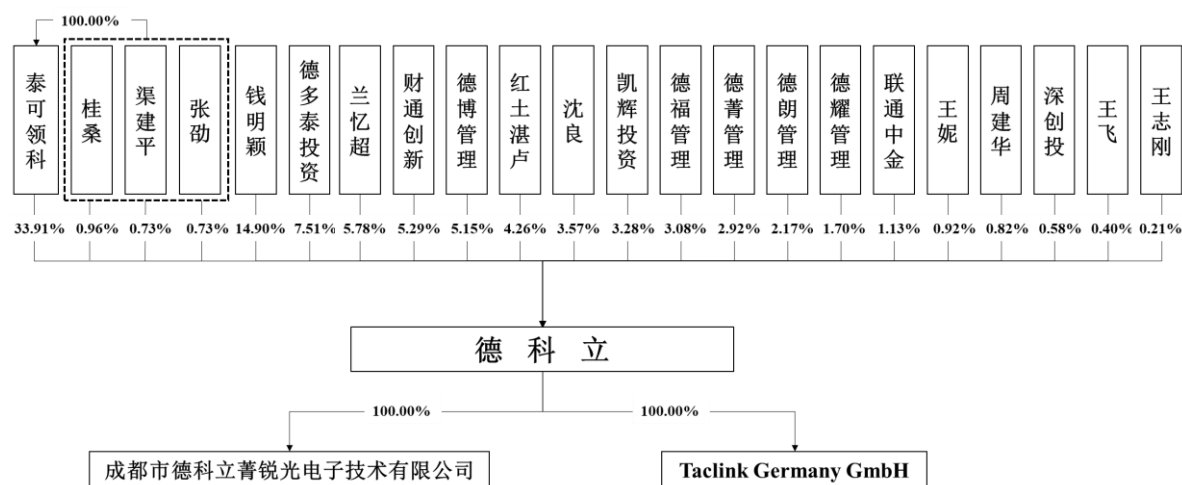 100.00%
泰可领科
桂桑
渠建平
张劭
钱明颖
德多泰投资
兰忆超
财通创新
德博管理
红土湛卢
沈良
凯辉投资
德福管理
德菁管理
德朗管理
德耀管理
联通中金
王妮
周建华
深创投
王飞
王志刚
33.91% 0.96% 0.73% 0.73% 14.90% 7.51% 5.78% 5.29% 5.15% 4.26% 3.57% 3.28% 3.08% 2.92% 2.17% 1.70% 1.13% 0.92% 0.82% 0.58% 0.40% 0.21%
德科立
100.00% 100.00%
成都市德科立菁锐光电子技术有限公司 Taclink Germany GmbH